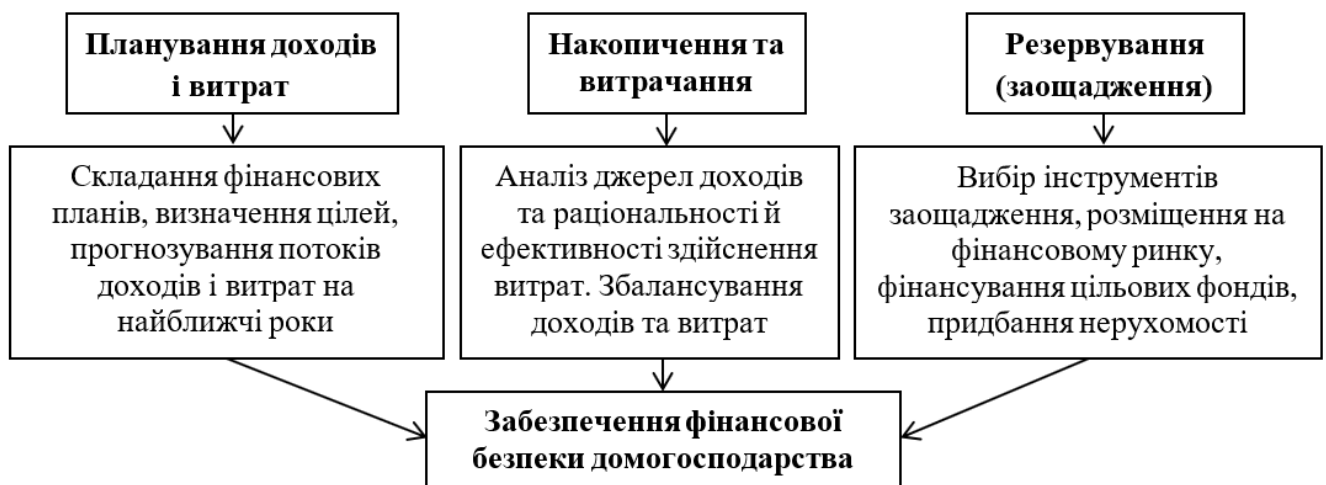 Планування доходів
і витрат
Накопичення та
витрачання
Резервування
(заощадження)
Складання фінансових
планів, визначення цілей,
прогнозування потоків
доходів і витрат на
найближчі роки
Аналіз джерел доходів
та раціональності й
ефективності здійснення
витрат. Збалансування
доходів та витрат
Вибір інструментів
заощадження, розміщення на
фінансовому ринку,
фінансування цільових фондів,
придбання нерухомості
Забезпечення фінансової
безпеки домогосподарства